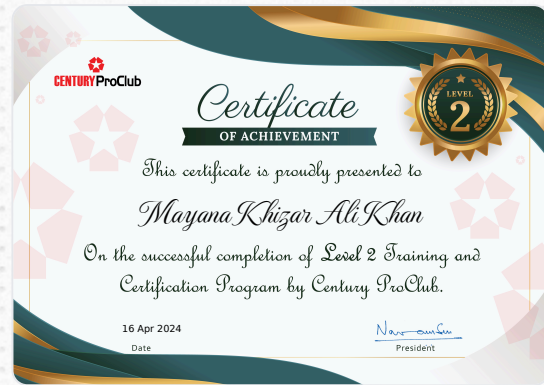 CENTURY ProClub
Certificate
OF ACHIEVEMENT
LEVEL
2
This certificate is proudly presented to
Mayana Khizar Ali Khan
On the successful completion of Level 2 Training and
Certification Program by Century ProClub.
16 Apr 2024
Date
President